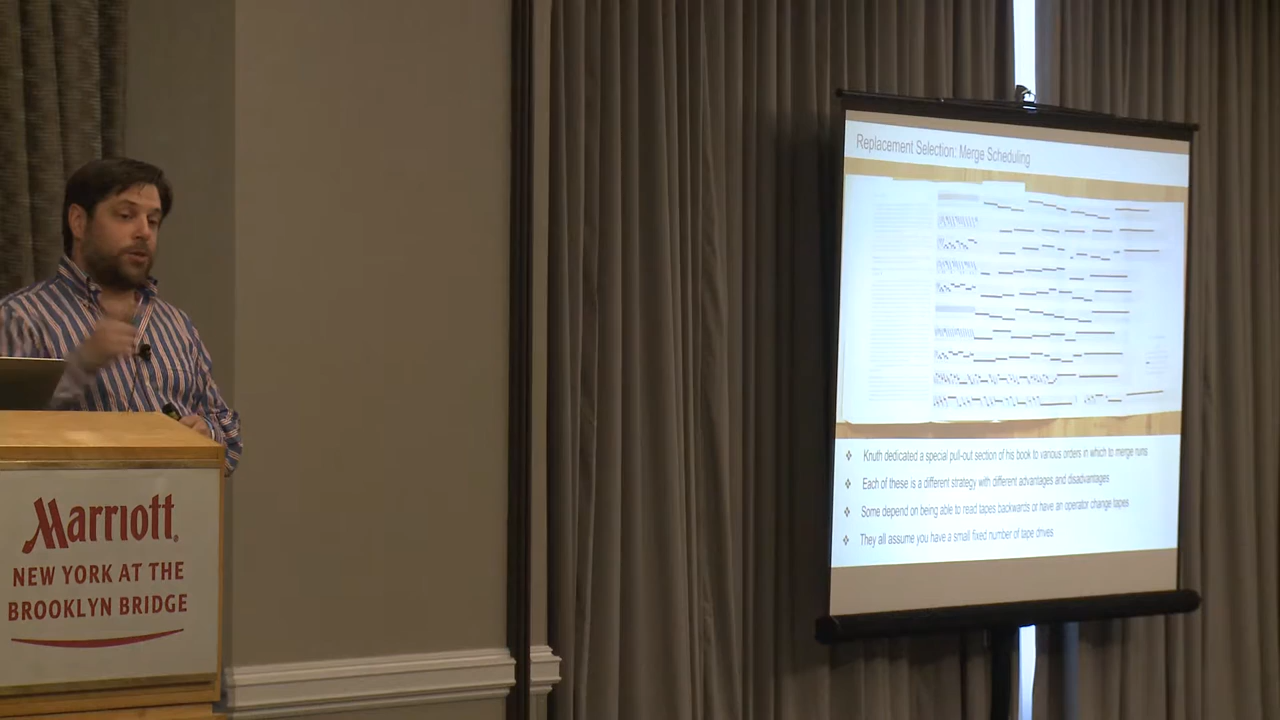 Marriott.
NEW YORK AT THE
BROOKLYN BRIDGE
Replacement Selection: Merge Scheduling
❖ Knuth dedicated a special pull-out section of his book to various orders in which to merge runs
❖ Each of these is a different strategy with different advantages and disadvantages
❖ Some depend on being able to read tapes backwards or have an operator change tapes
❖ They all assume you have a small fixed number of tape drives